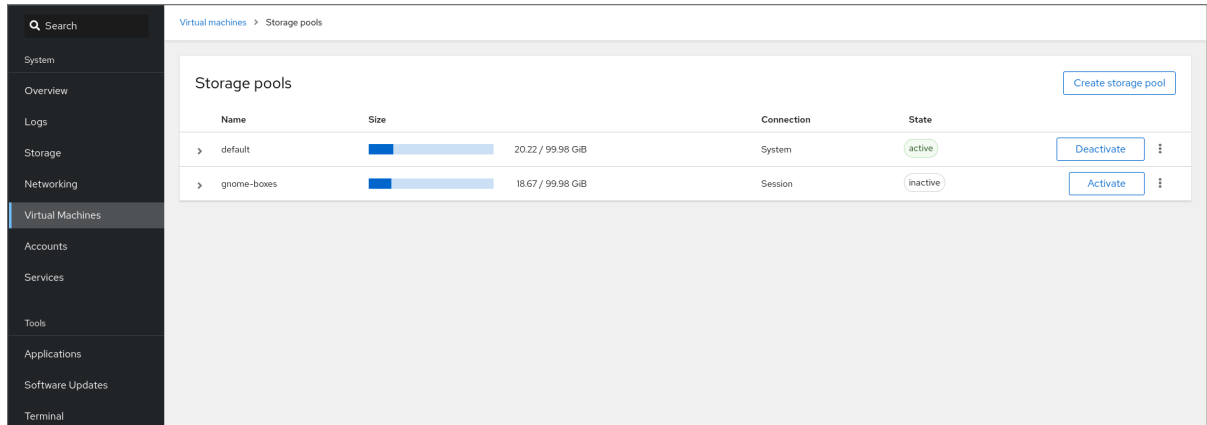 Search
System
Overview
Logs
Storage
Networking
Virtual Machines
Accounts
Services
Tools
Applications
Software Updates
Terminal
Virtual machines > Storage pools
Storage pools
Create storage pool
Name Size Connection State
default 20.22 / 99.98 GiB System active Deactivate
gnome-boxes 18.67 / 99.98 GiB Session inactive Activate